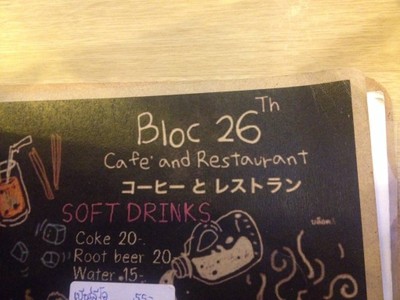 Bloc 26Th
Cafe' and Restaurant
コーヒー と レストラン
SOFT DRINKS
Coke 20-.
Root beer 20
Water .15-
55-